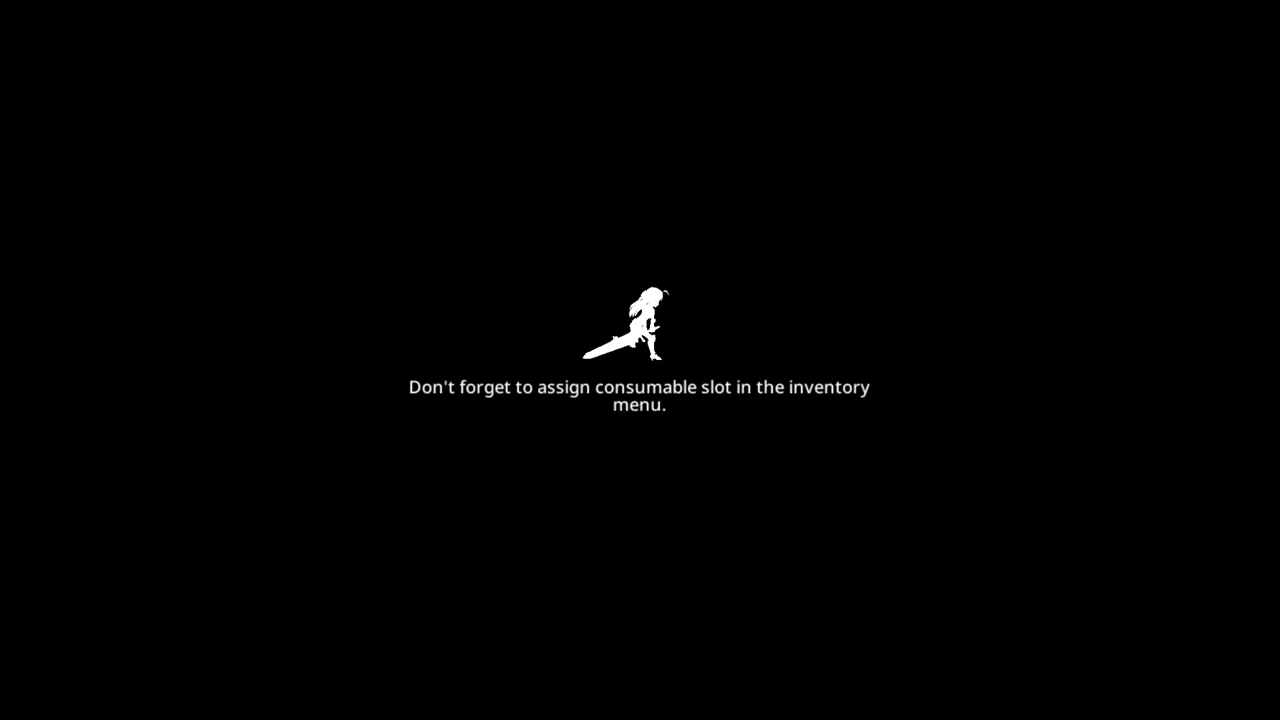 Don't forget to assign consumable slot in the inventory
menu.